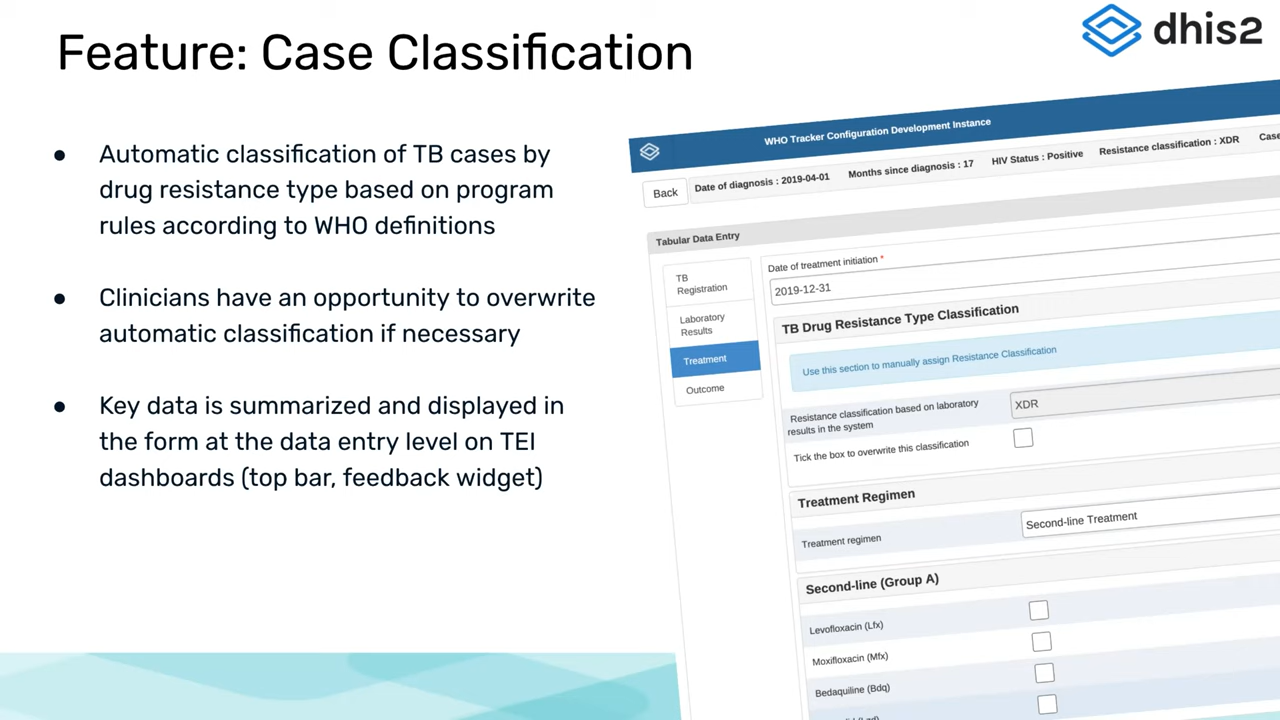 Feature: Case Classification
dhis2
● Automatic classification of TB cases by
drug resistance type based on program
rules according to WHO definitions
● Clinicians have an opportunity to overwrite
automatic classification if necessary
● Key data is summarized and displayed in
the form at the data entry level on TEI
dashboards (top bar, feedback widget)
WHO Tracker Configuration Development Instance
Back
Date of diagnosis : 2019-04-01
Months since diagnosis : 17
HIV Status : Positive
Resistance classification : XDR
Case
Tabular Data Entry
TB
Registration
Laboratory
Results
Treatment
Outcome
Date of treatment initiation *
2019-12-31
TB Drug Resistance Type Classification
Use this section to manually assign Resistance Classification
Resistance classification based on laboratory
results in the system
XDR
Tick the box to overwrite this classification
Treatment Regimen
Treatment regimen
Second-line Treatment
Second-line (Group A)
Levofloxacin (Lfx)
Moxifloxacin (Mfx)
Bedaquiline (Bdq)